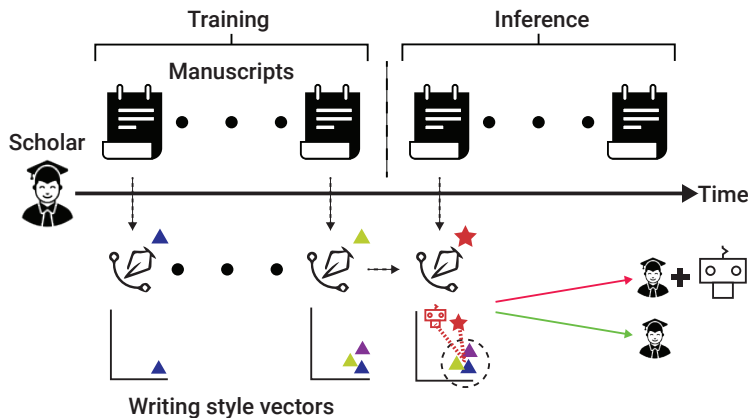 Training
Inference
Manuscripts
Scholar
Time
Writing style vectors